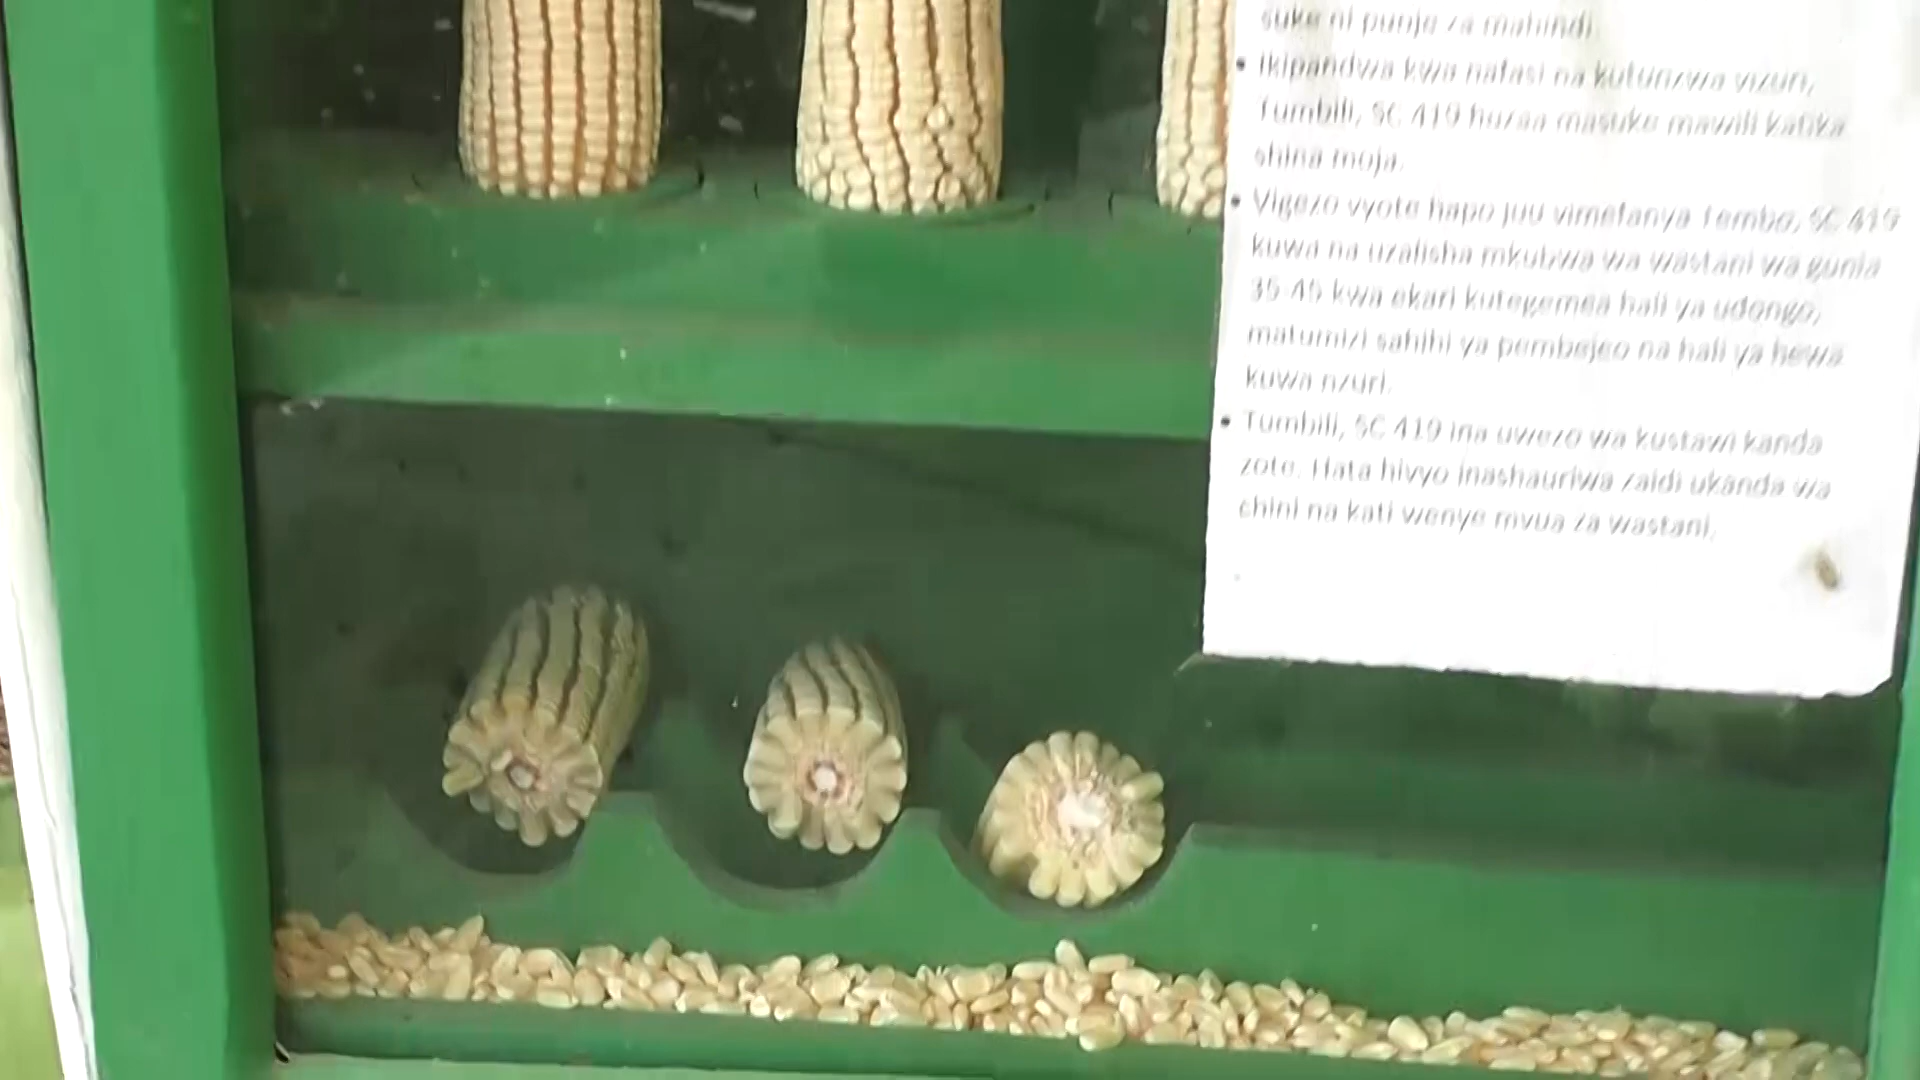 suke ni punje za mahindi.
• Ikipandwa kwa nafasi na kutunzwa vizuri,
Tumbili, SC 419 huzaa masuke mawili katika
shina moja.
• Vigezo vyote hapo juu vimefanya Tembo, SC 419
kuwa na uzalisha mkubwa wa wastani wa gunia
35-45 kwa ekari kutegemea hali ya udongo,
matumizi sahihi ya pembejeo na hali ya hewa
kuwa nzuri.
• Tumbili, SC 419 ina uwezo wa kustawi kanda
zote. Hata hivyo inashauriwa zaidi ukanda wa
chini na kati wenye mvua za wastani.